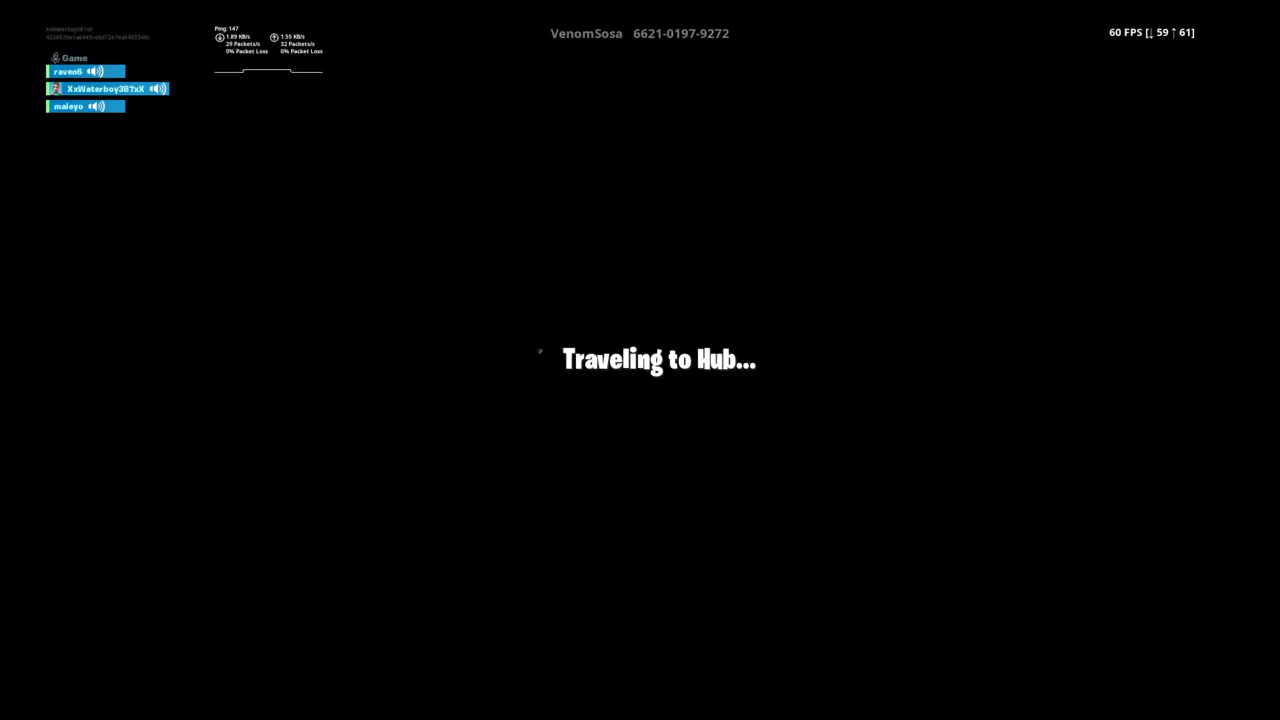 XxWaterboy387xX
Ping: 147
1.89 KB/s
1.55 KB/s
29 Packets/s
32 Packets/s
0% Packet Loss
0% Packet Loss
VenomSosa 6621-0197-9272
60 FPS [↓ 59 ↑ 61]
Game
raven6
XxWaterboy387xX
maleyo
Traveling to Hub...